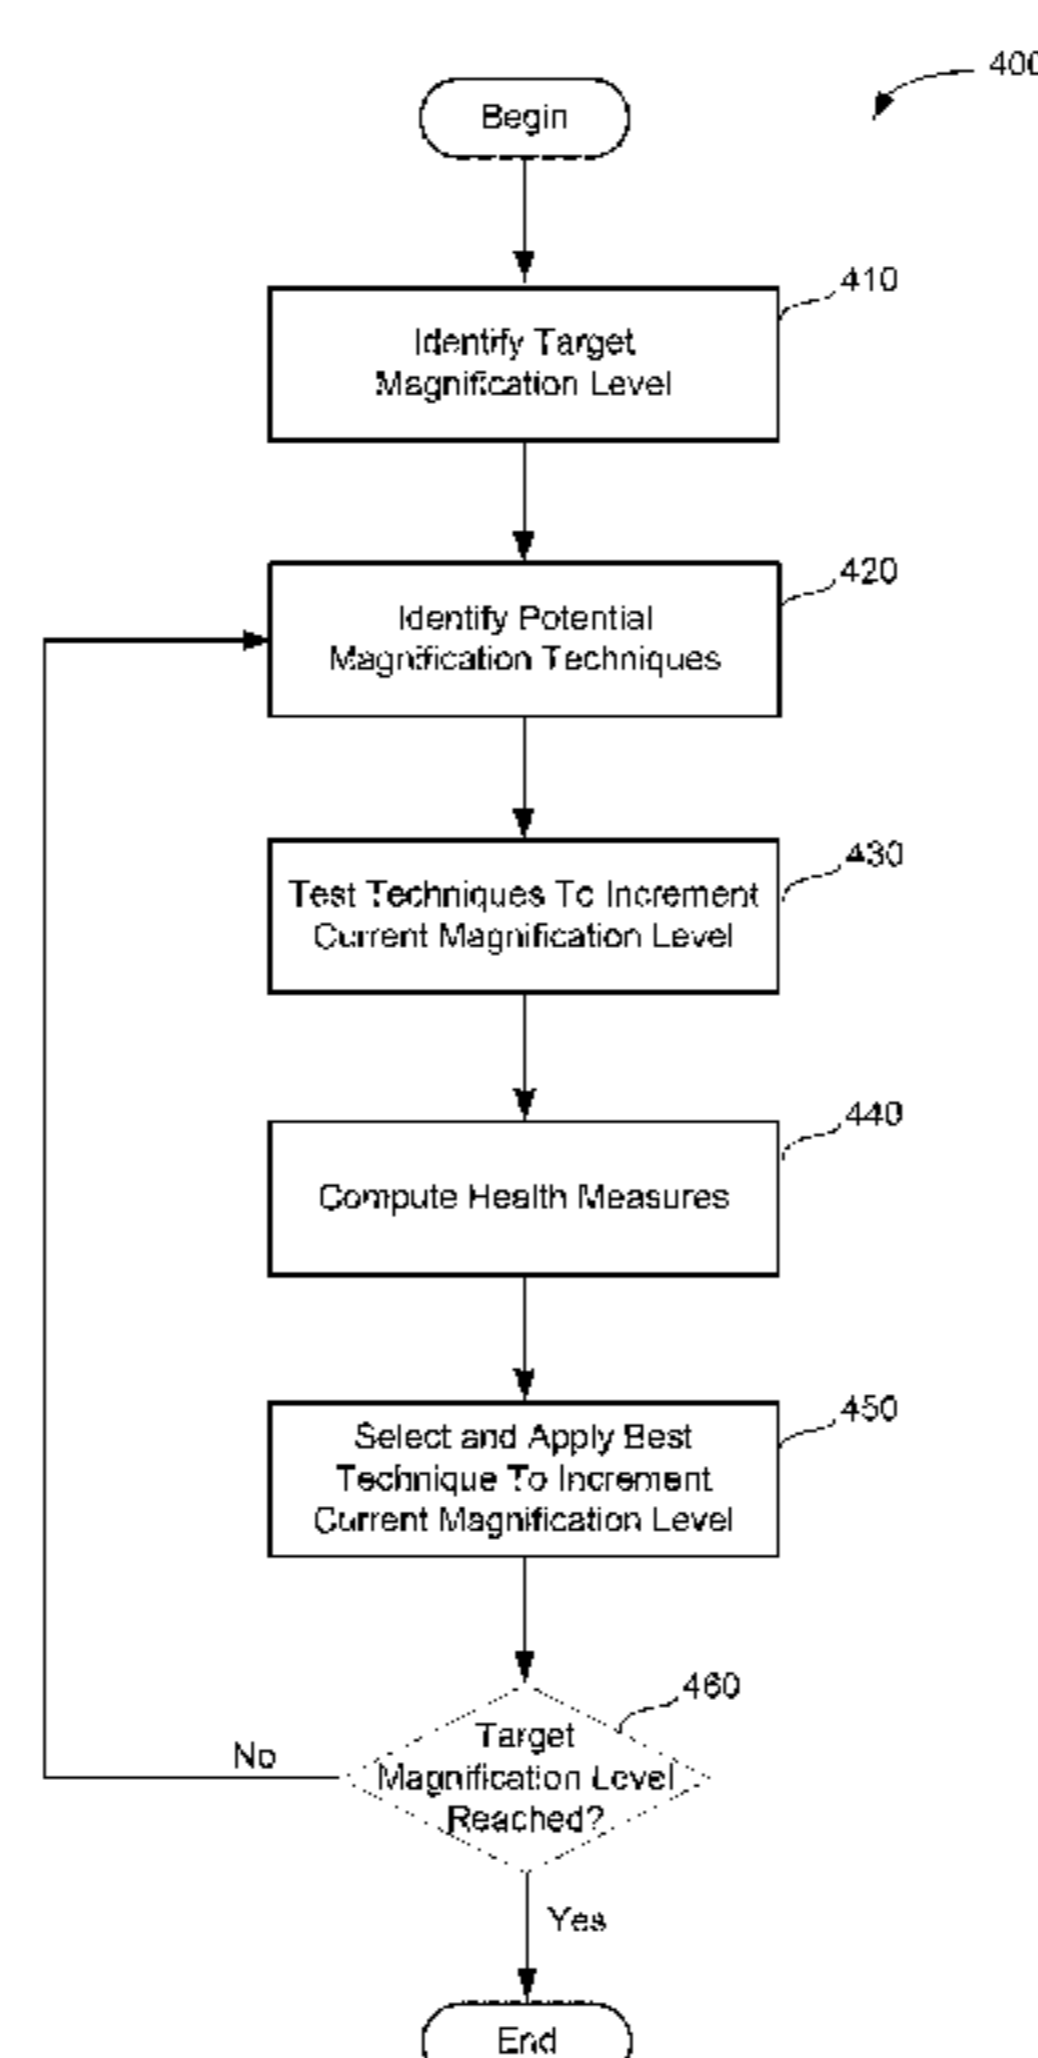 400
Begin
410
Identify Target
Magnification Level
420
Identify Potential
Magnification Techniques
430
Test Techniques To Increment
Current Magnification Level
440
Compute Health Measures
450
Select and Apply Best
Technique To Increment
Current Magnification Level
460
Target
Magnification Level
Reached?
No
Yes
End